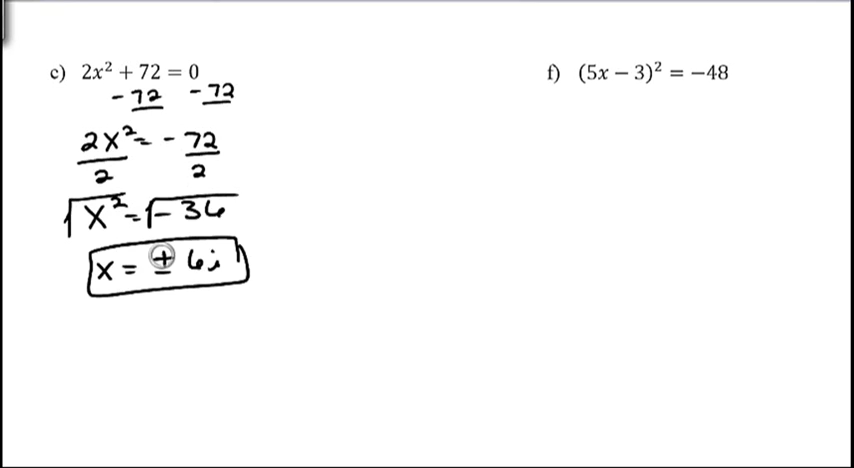 c) 2x² + 72 = 0
- 72 - 72
2x² = - 72
2 2
√x² = √-36
x = ± 6i
f) (5x − 3)² = −48